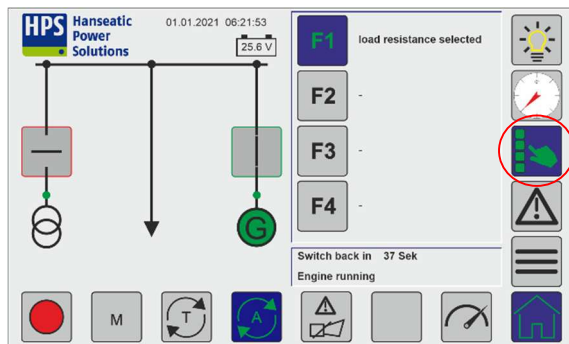 HPS Hanseatic
Power
Solutions
01.01.2021 06:21:53
25.6 V
F1 load resistance selected
F2 -
F3 -
F4 -
G
Switch back in 37 Sek
Engine running
M
T
A